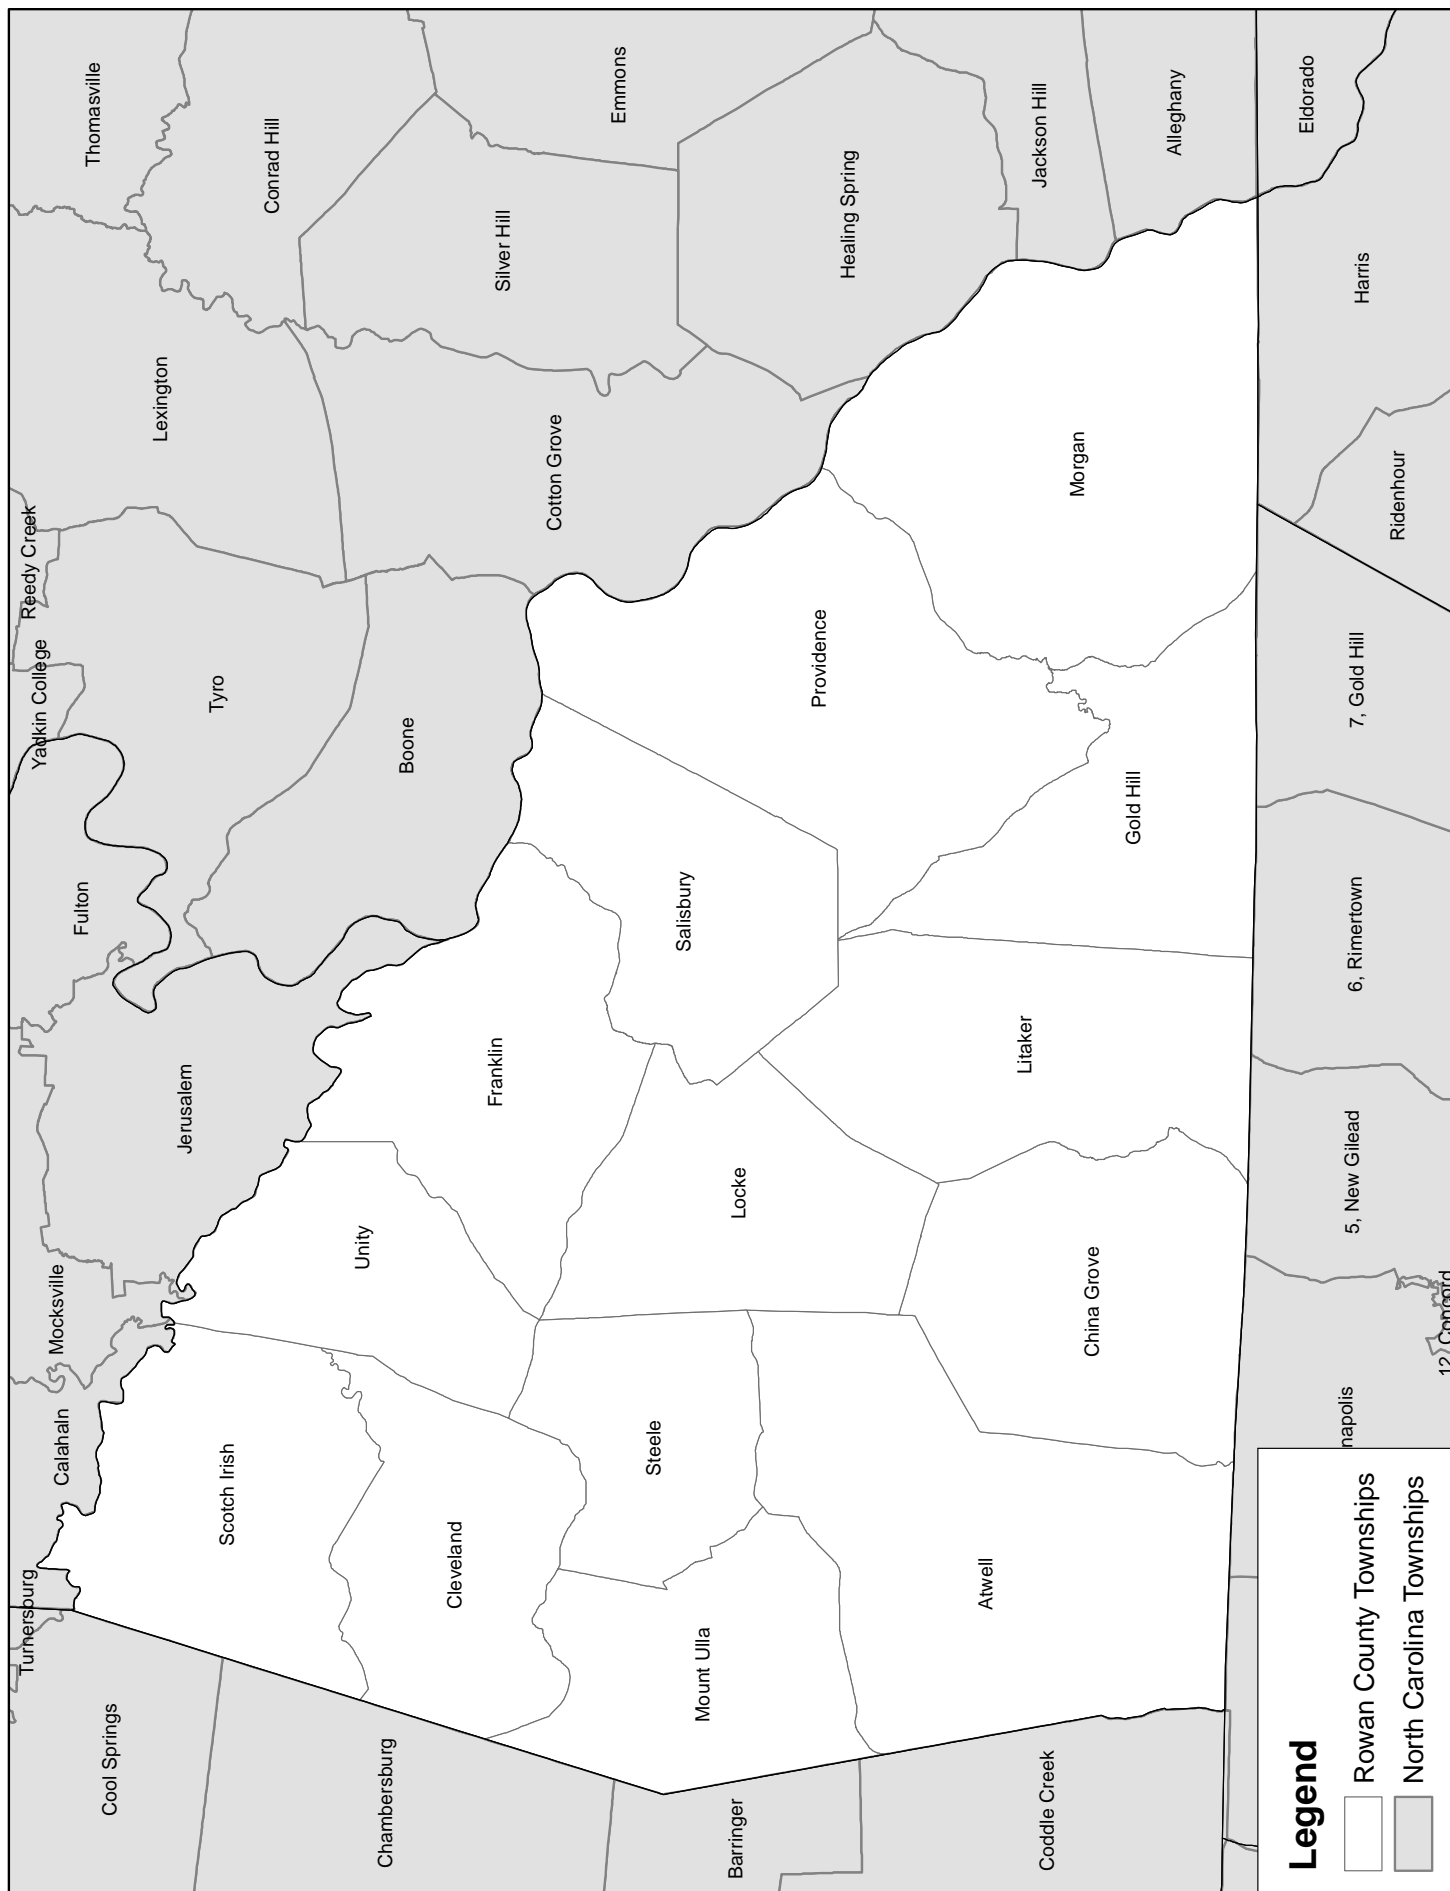 Turnersburg
Calahaln
Mocksville
Fulton
Yadkin College
Reedy Creek
Thomasville
Cool Springs
Jerusalem
Tyro
Lexington
Conrad Hill
Scotch Irish
Unity
Boone
Chambersburg
Cleveland
Franklin
Cotton Grove
Silver Hill
Emmons
Steele
Salisbury
Mount Ulla
Locke
Barringer
Providence
Healing Spring
Atwell
Litaker
Morgan
Jackson Hill
Coddle Creek
China Grove
Gold Hill
Alleghany
Eldorado
napolis
5, New Gilead
6, Rimertown
7, Gold Hill
Harris
Ridenhour
12, Concord
Legend
Rowan County Townships
North Carolina Townships